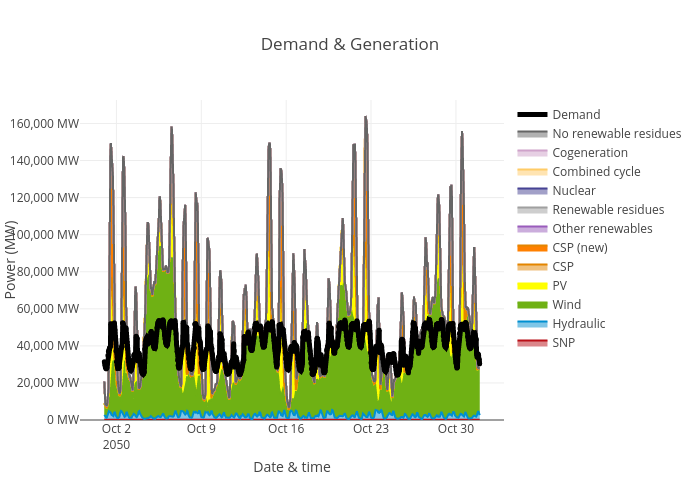 Demand & Generation
160,000 MW
140,000 MW
120,000 MW
100,000 MW
80,000 MW
60,000 MW
40,000 MW
20,000 MW
0 MW
Power (MW)
Oct 2
2050
Oct 9
Oct 16
Oct 23
Oct 30
Date & time
Demand
No renewable residues
Cogeneration
Combined cycle
Nuclear
Renewable residues
Other renewables
CSP (new)
CSP
PV
Wind
Hydraulic
SNP